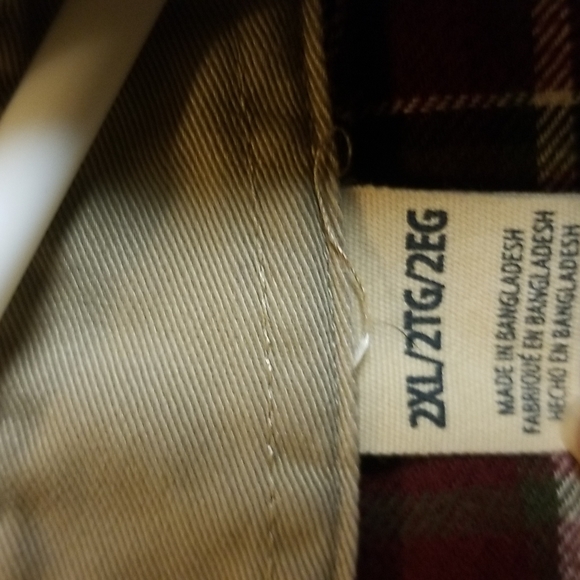 2XL/2TG/2EG
MADE IN BANGLADESH
FABRIQUÉ EN BANGLADESH
HECHO EN BANGLADESH